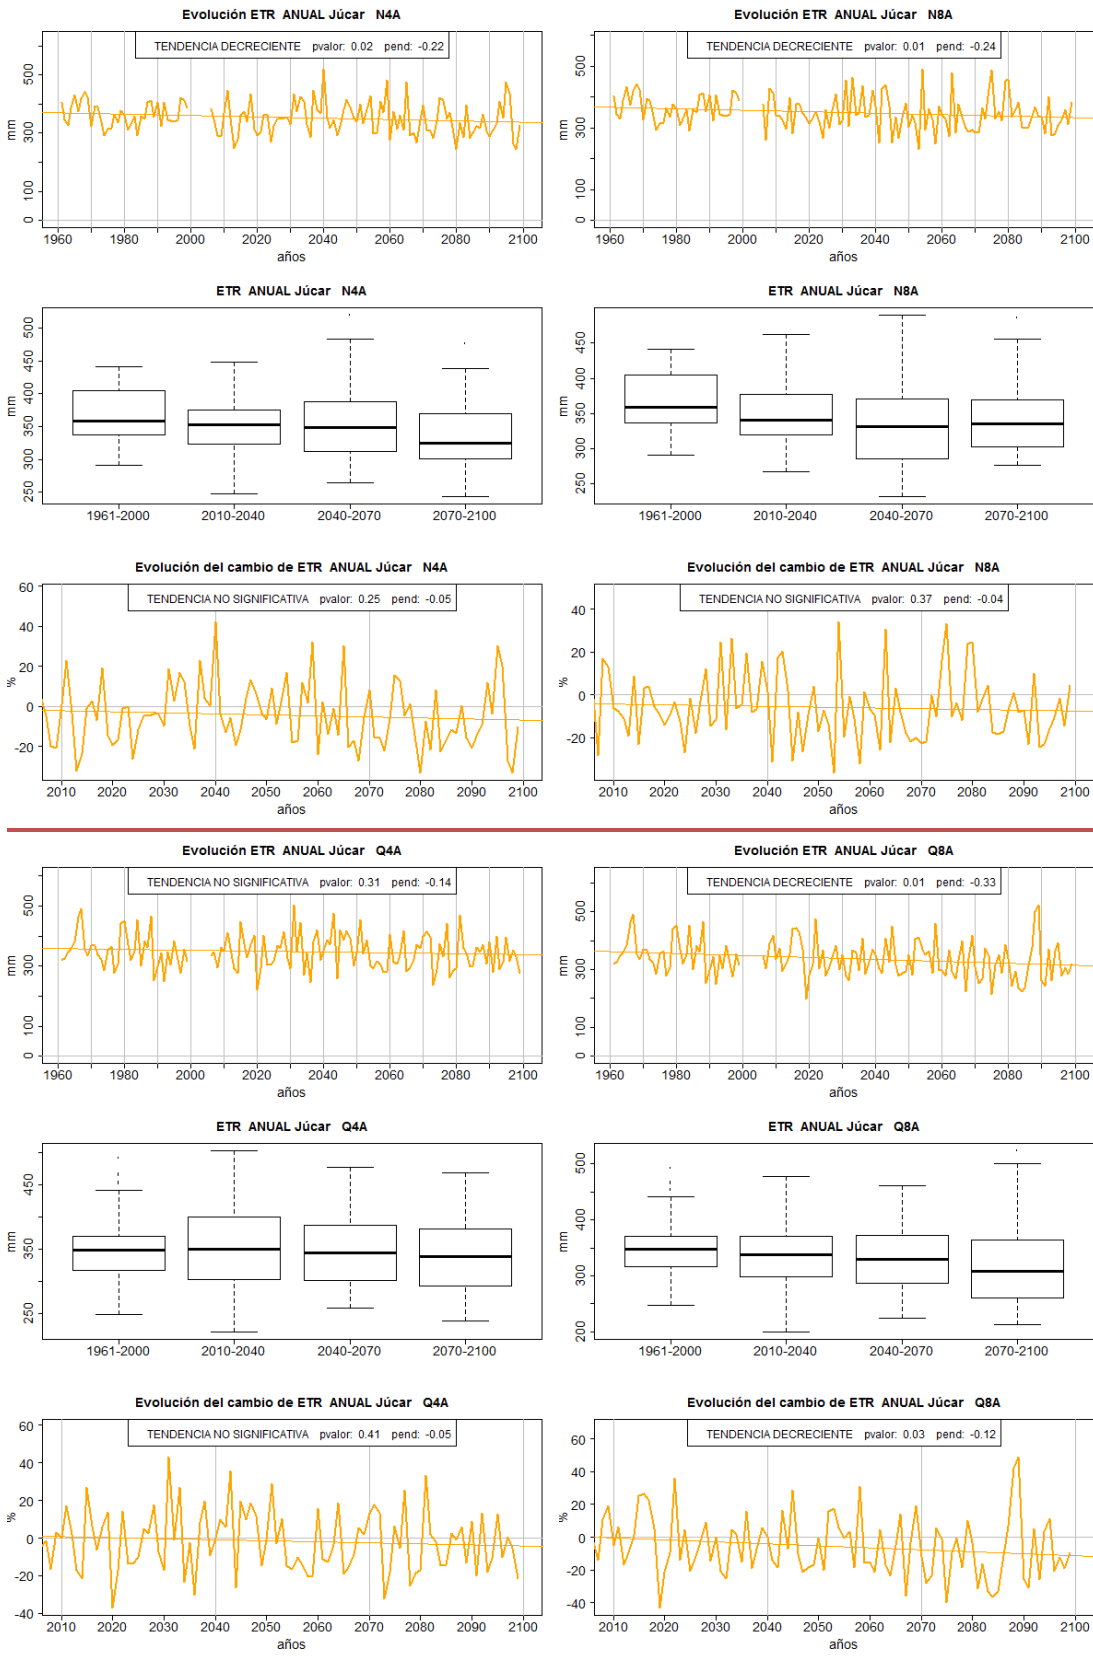 Evolución ETR ANUAL Júcar N4A
TENDENCIA DECRECIENTE pvalor: 0.02 pend: -0.22
mm
0 100 300 500
1960 1980 2000 2020 2040 2060 2080 2100
años
Evolución ETR ANUAL Júcar N8A
TENDENCIA DECRECIENTE pvalor: 0.01 pend: -0.24
mm
0 100 300 500
1960 1980 2000 2020 2040 2060 2080 2100
años
ETR ANUAL Júcar N4A
mm
250 300 350 400 450 500
1961-2000 2010-2040 2040-2070 2070-2100
ETR ANUAL Júcar N8A
mm
250 300 350 400 450
1961-2000 2010-2040 2040-2070 2070-2100
Evolución del cambio de ETR ANUAL Júcar N4A
TENDENCIA NO SIGNIFICATIVA pvalor: 0.25 pend: -0.05
%
60
40
20
0
-20
2010 2020 2030 2040 2050 2060 2070 2080 2090 2100
años
Evolución del cambio de ETR ANUAL Júcar N8A
TENDENCIA NO SIGNIFICATIVA pvalor: 0.37 pend: -0.04
%
40
20
0
-20
2010 2020 2030 2040 2050 2060 2070 2080 2090 2100
años
Evolución ETR ANUAL Júcar Q4A
TENDENCIA NO SIGNIFICATIVA pvalor: 0.31 pend: -0.14
mm
0 100 300 500
1960 1980 2000 2020 2040 2060 2080 2100
años
Evolución ETR ANUAL Júcar Q8A
TENDENCIA DECRECIENTE pvalor: 0.01 pend: -0.33
mm
0 100 300 500
1960 1980 2000 2020 2040 2060 2080 2100
años
ETR ANUAL Júcar Q4A
mm
250 350 450
1961-2000 2010-2040 2040-2070 2070-2100
ETR ANUAL Júcar Q8A
mm
200 300 400 500
1961-2000 2010-2040 2040-2070 2070-2100
Evolución del cambio de ETR ANUAL Júcar Q4A
TENDENCIA NO SIGNIFICATIVA pvalor: 0.41 pend: -0.05
%
60
40
20
0
-20
-40
2010 2020 2030 2040 2050 2060 2070 2080 2090 2100
años
Evolución del cambio de ETR ANUAL Júcar Q8A
TENDENCIA DECRECIENTE pvalor: 0.03 pend: -0.12
%
60
40
20
0
-20
-40
2010 2020 2030 2040 2050 2060 2070 2080 2090 2100
años